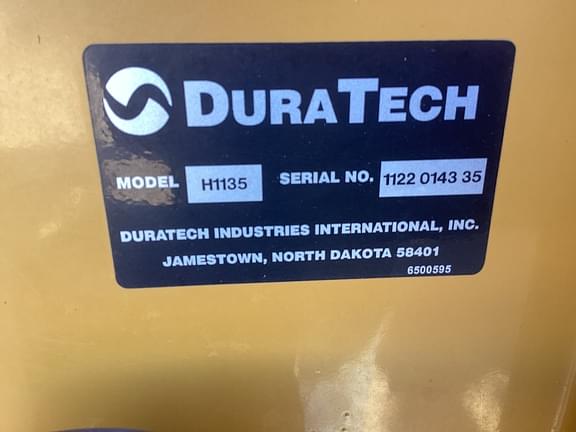 DURATECH
MODEL H1135 SERIAL NO. 1122 0143 35
DURATECH INDUSTRIES INTERNATIONAL, INC.
JAMESTOWN, NORTH DAKOTA 58401
6500595